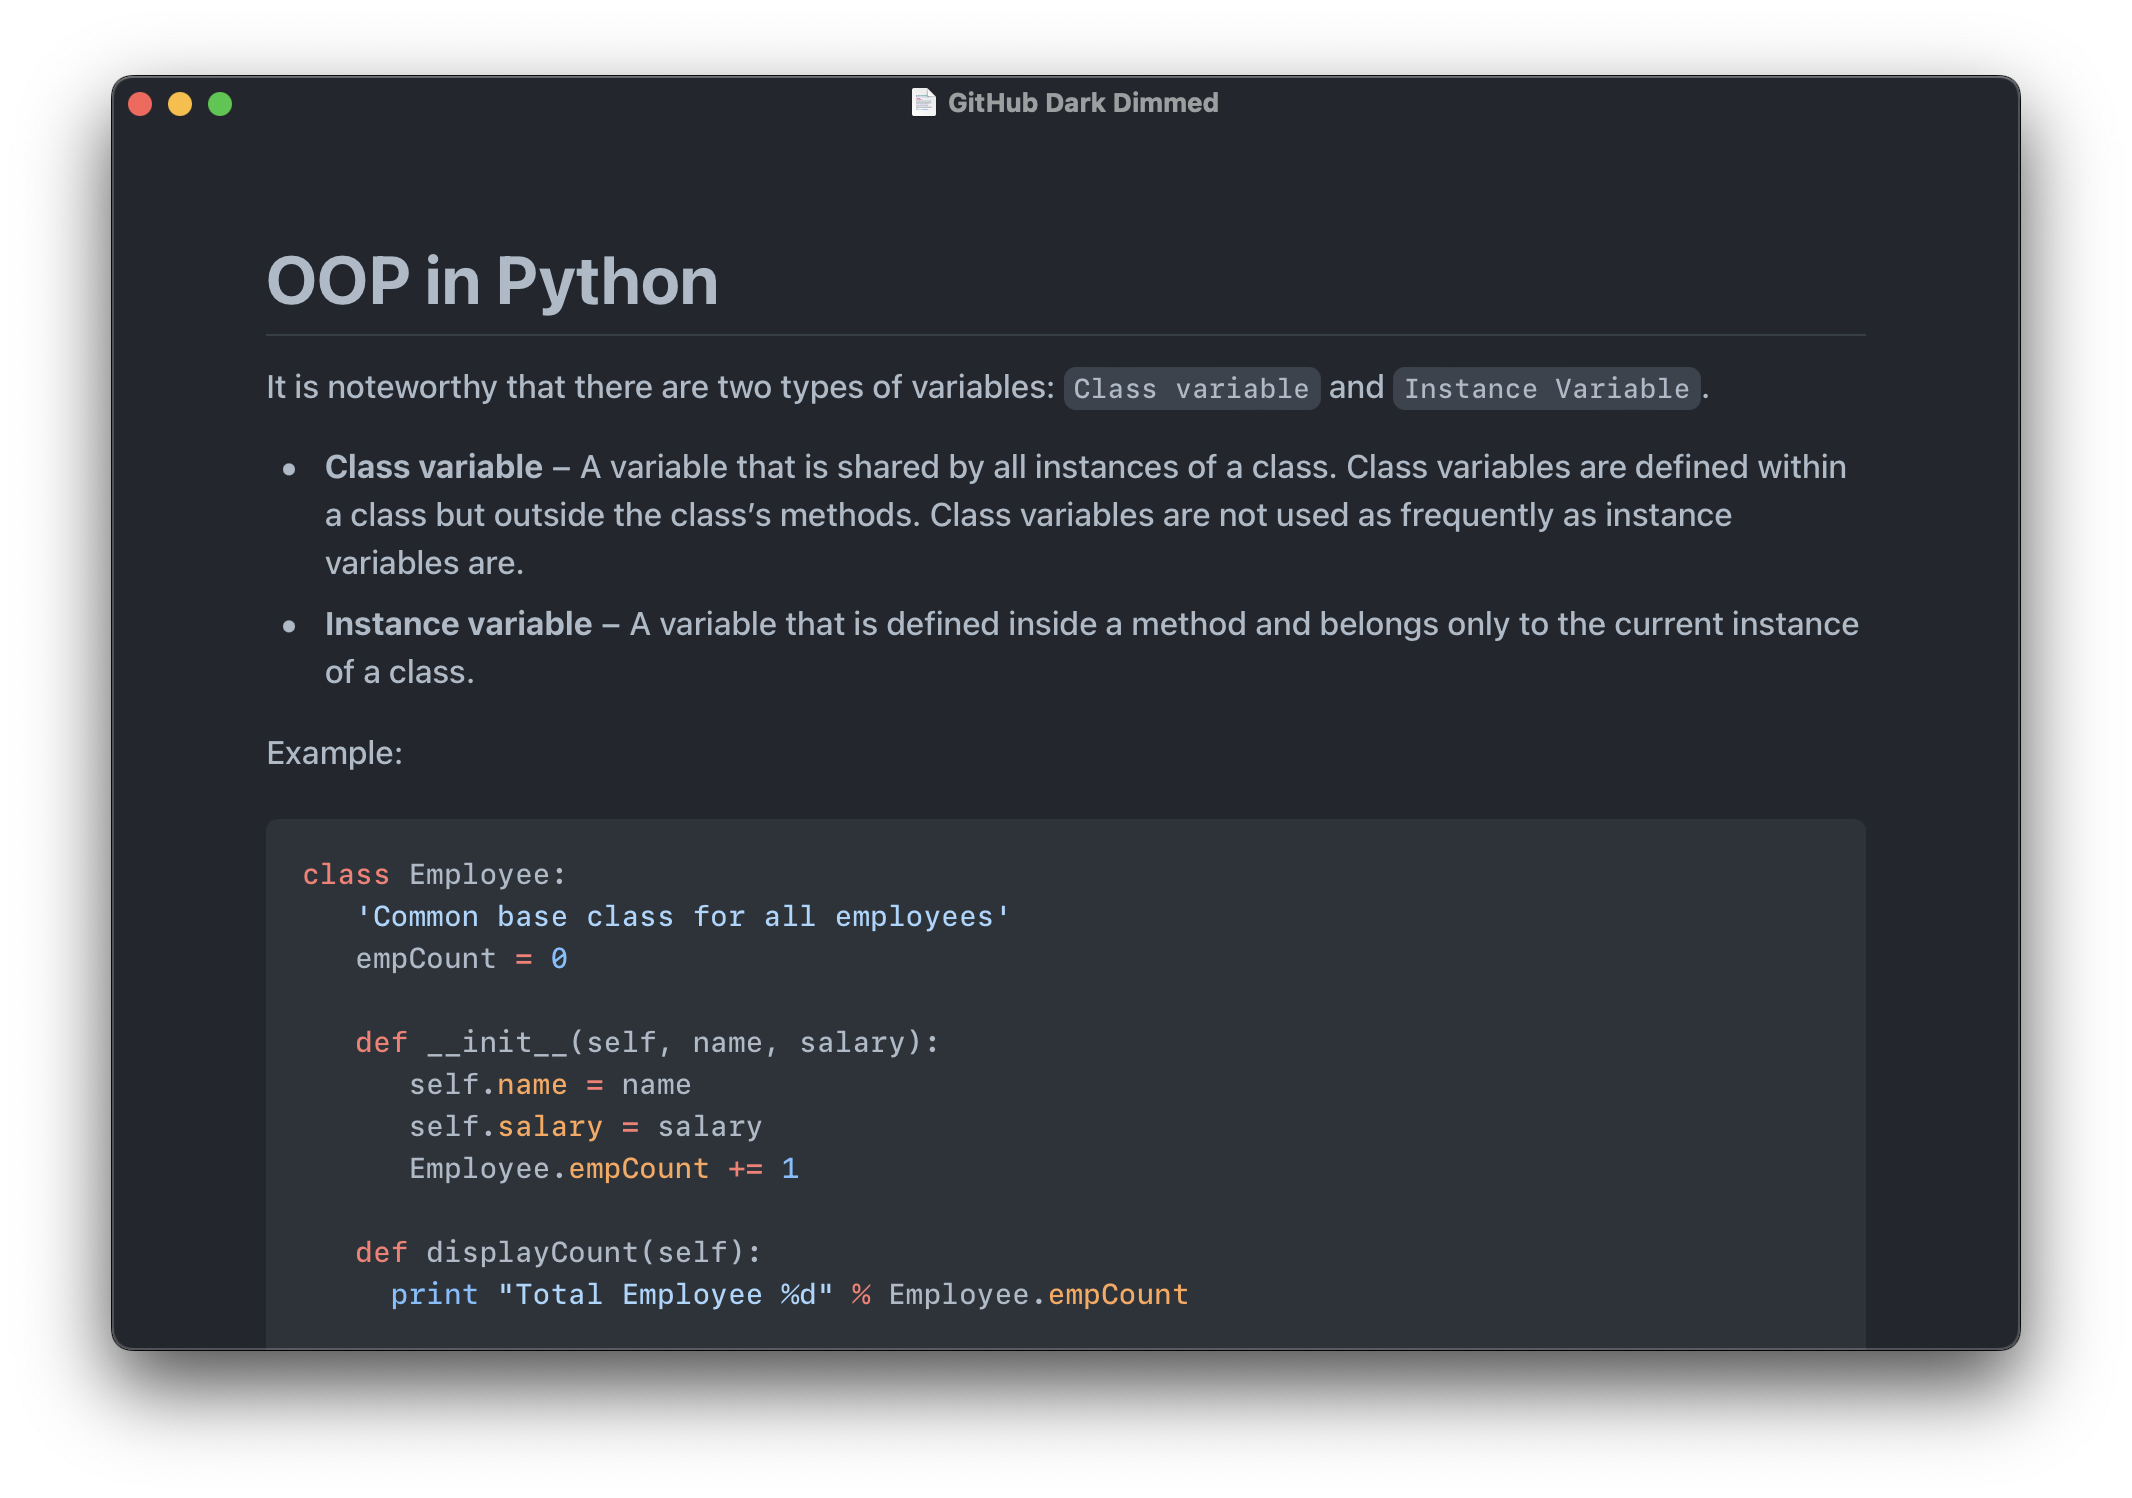 GitHub Dark Dimmed
OOP in Python
It is noteworthy that there are two types of variables: Class variable and Instance Variable.
• Class variable – A variable that is shared by all instances of a class. Class variables are defined within
a class but outside the class’s methods. Class variables are not used as frequently as instance
variables are.
• Instance variable – A variable that is defined inside a method and belongs only to the current instance
of a class.
Example:
class Employee:
   'Common base class for all employees'
   empCount = 0
   def __init__(self, name, salary):
      self.name = name
      self.salary = salary
      Employee.empCount += 1
   def displayCount(self):
     print "Total Employee %d" % Employee.empCount